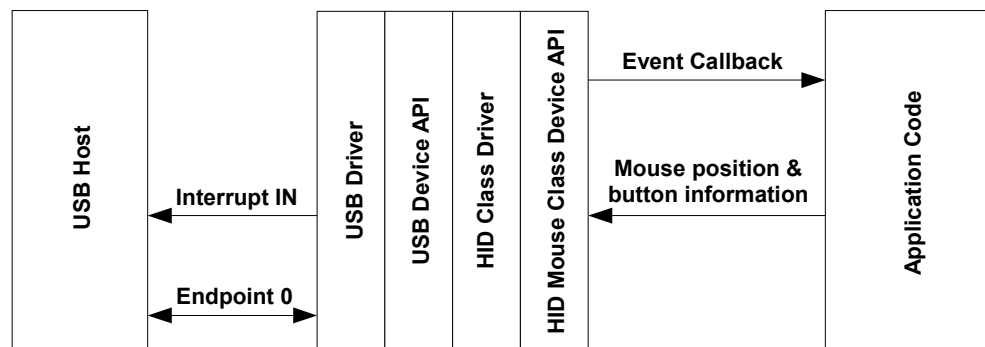 USB Host
Interrupt IN
Endpoint 0
USB Driver
USB Device API
HID Class Driver
HID Mouse Class Device API
Event Callback
Mouse position &
button information
Application Code